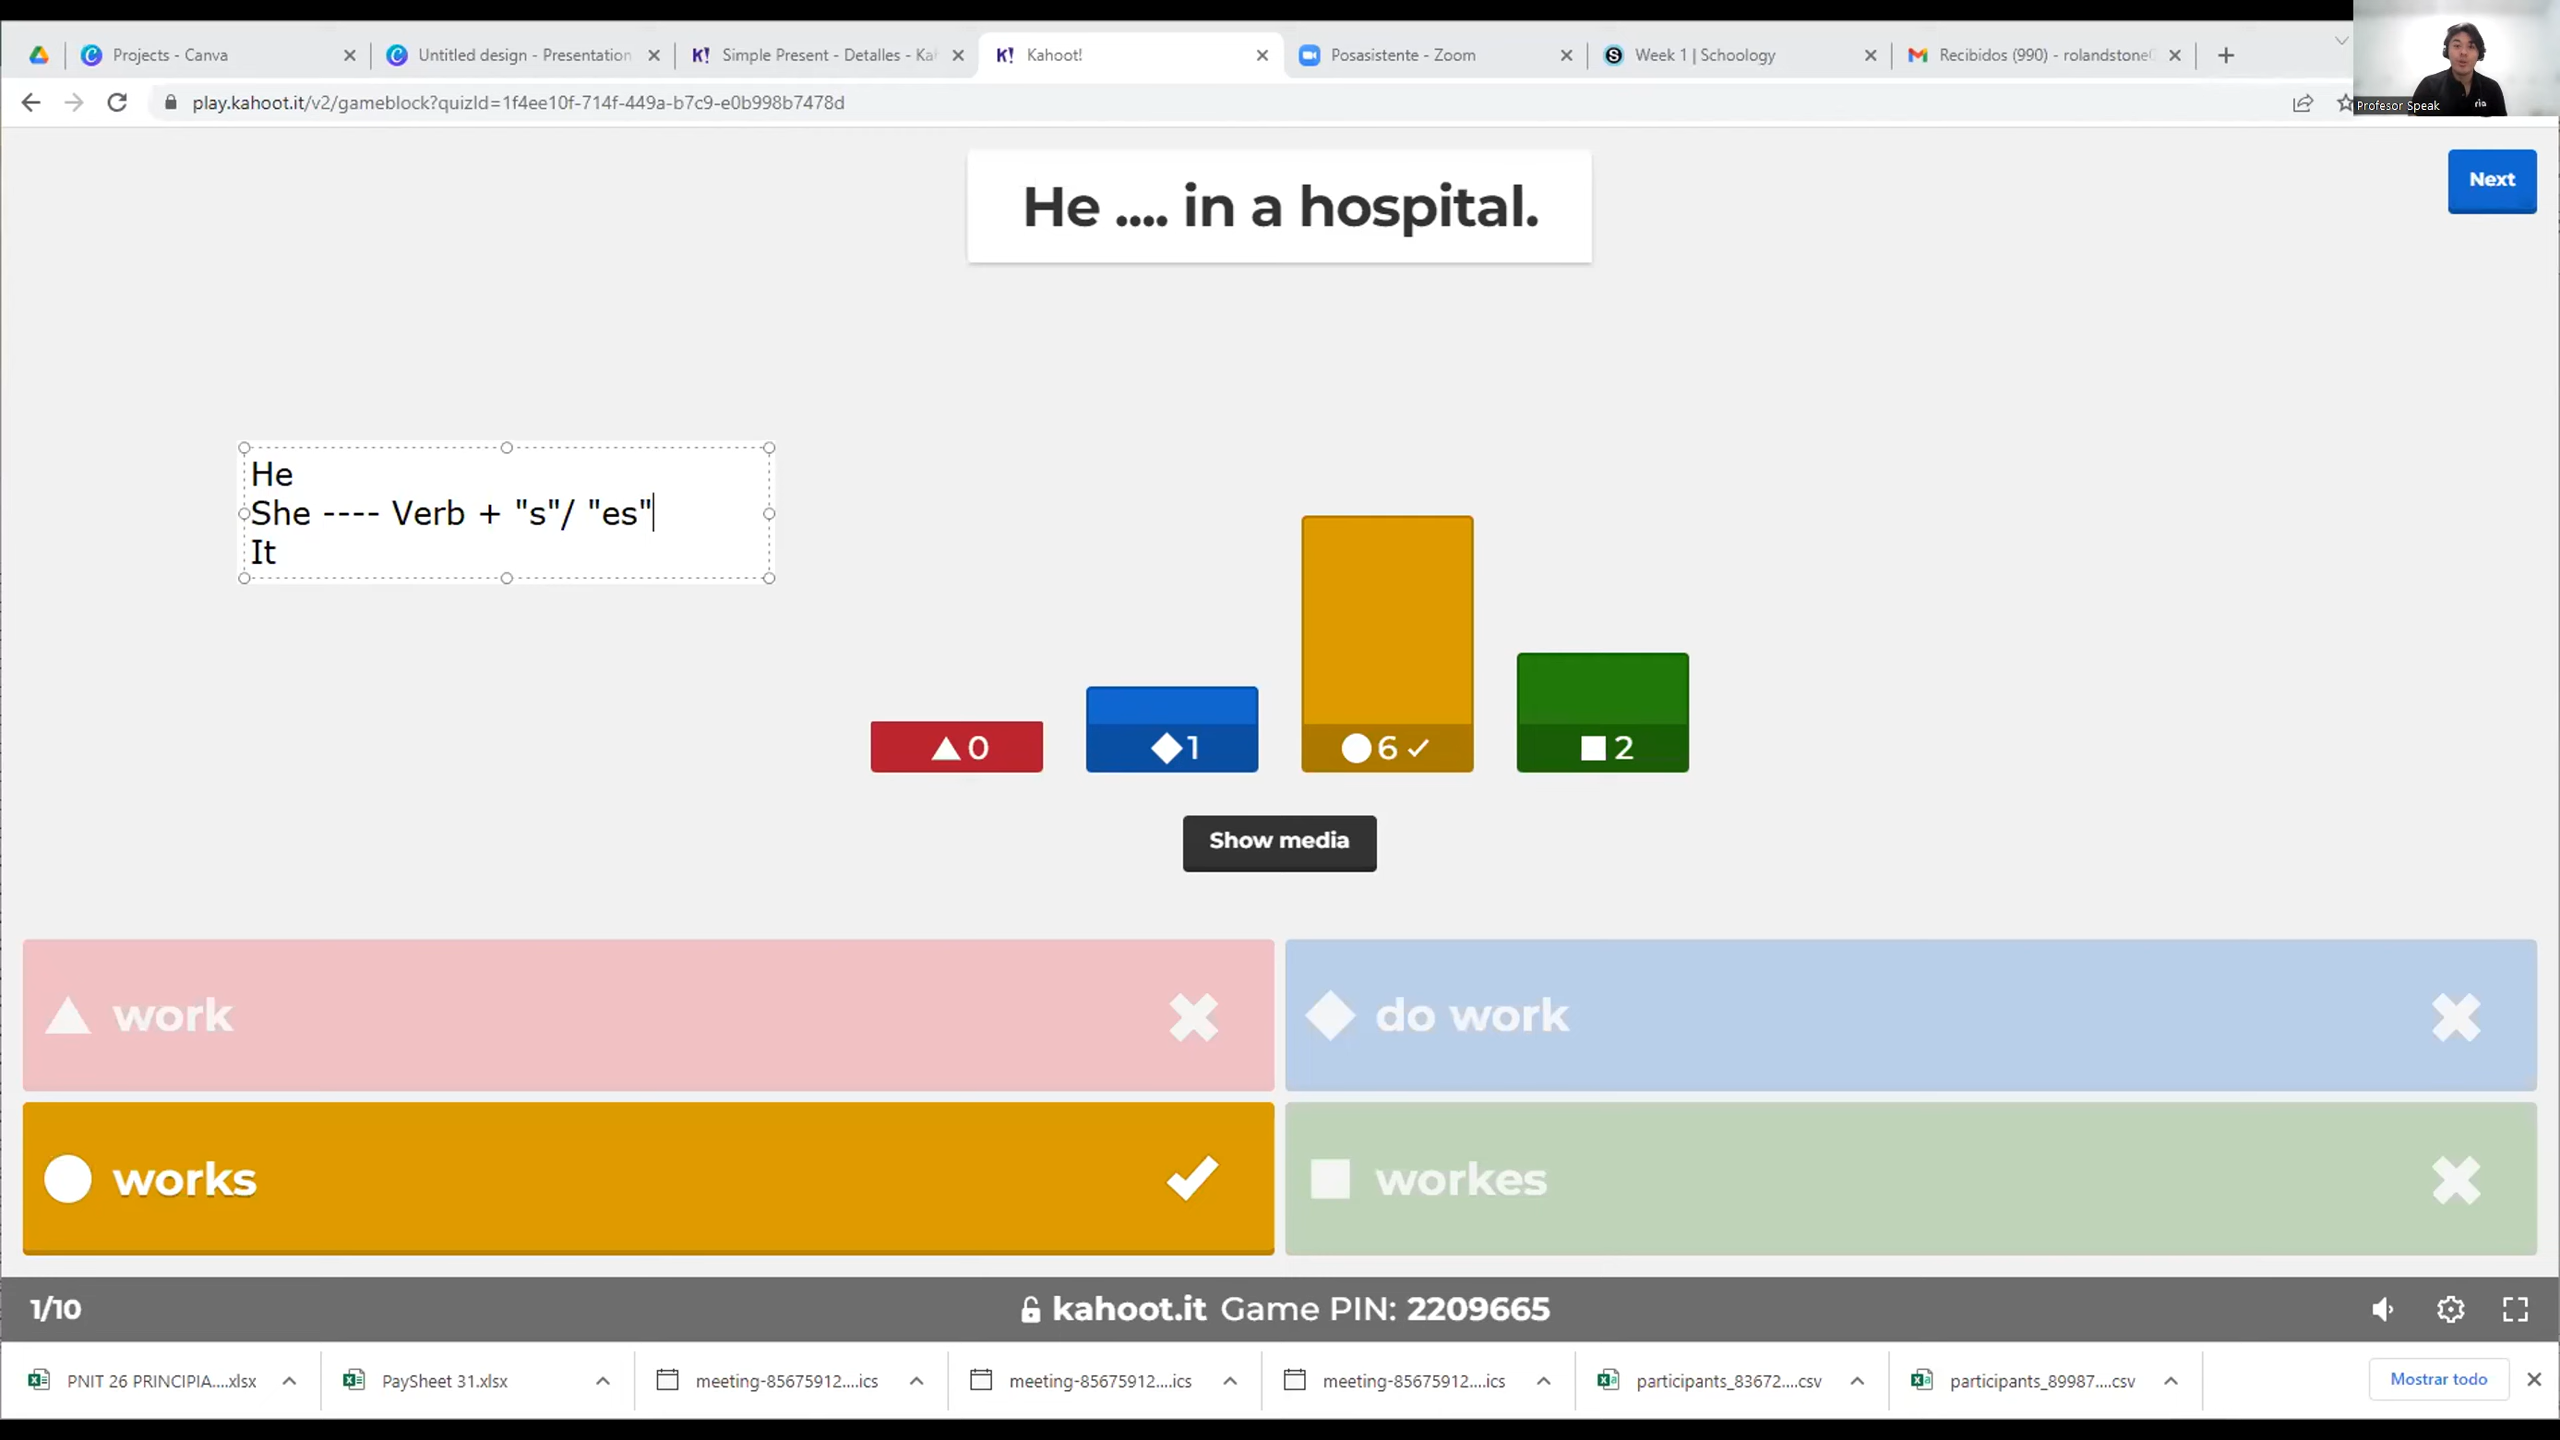 Projects - Canva
Untitled design - Presentation
Simple Present - Detalles - Kah
Kahoot!
Posasistente - Zoom
Week 1 | Schoology
Recibidos (990) - rolandstone
play.kahoot.it/v2/gameblock?quizId=1f4ee10f-714f-449a-b7c9-e0b998b7478d
Profesor Speak
ria
He .... in a hospital.
Next
He
She ---- Verb + "s"/ "es"
It
0
1
6
2
Show media
work
do work
works
workes
1/10
kahoot.it Game PIN: 2209665
PNIT 26 PRINCIPIA....xlsx
PaySheet 31.xlsx
meeting-85675912....ics
meeting-85675912....ics
meeting-85675912....ics
participants_83672....csv
participants_89987....csv
Mostrar todo